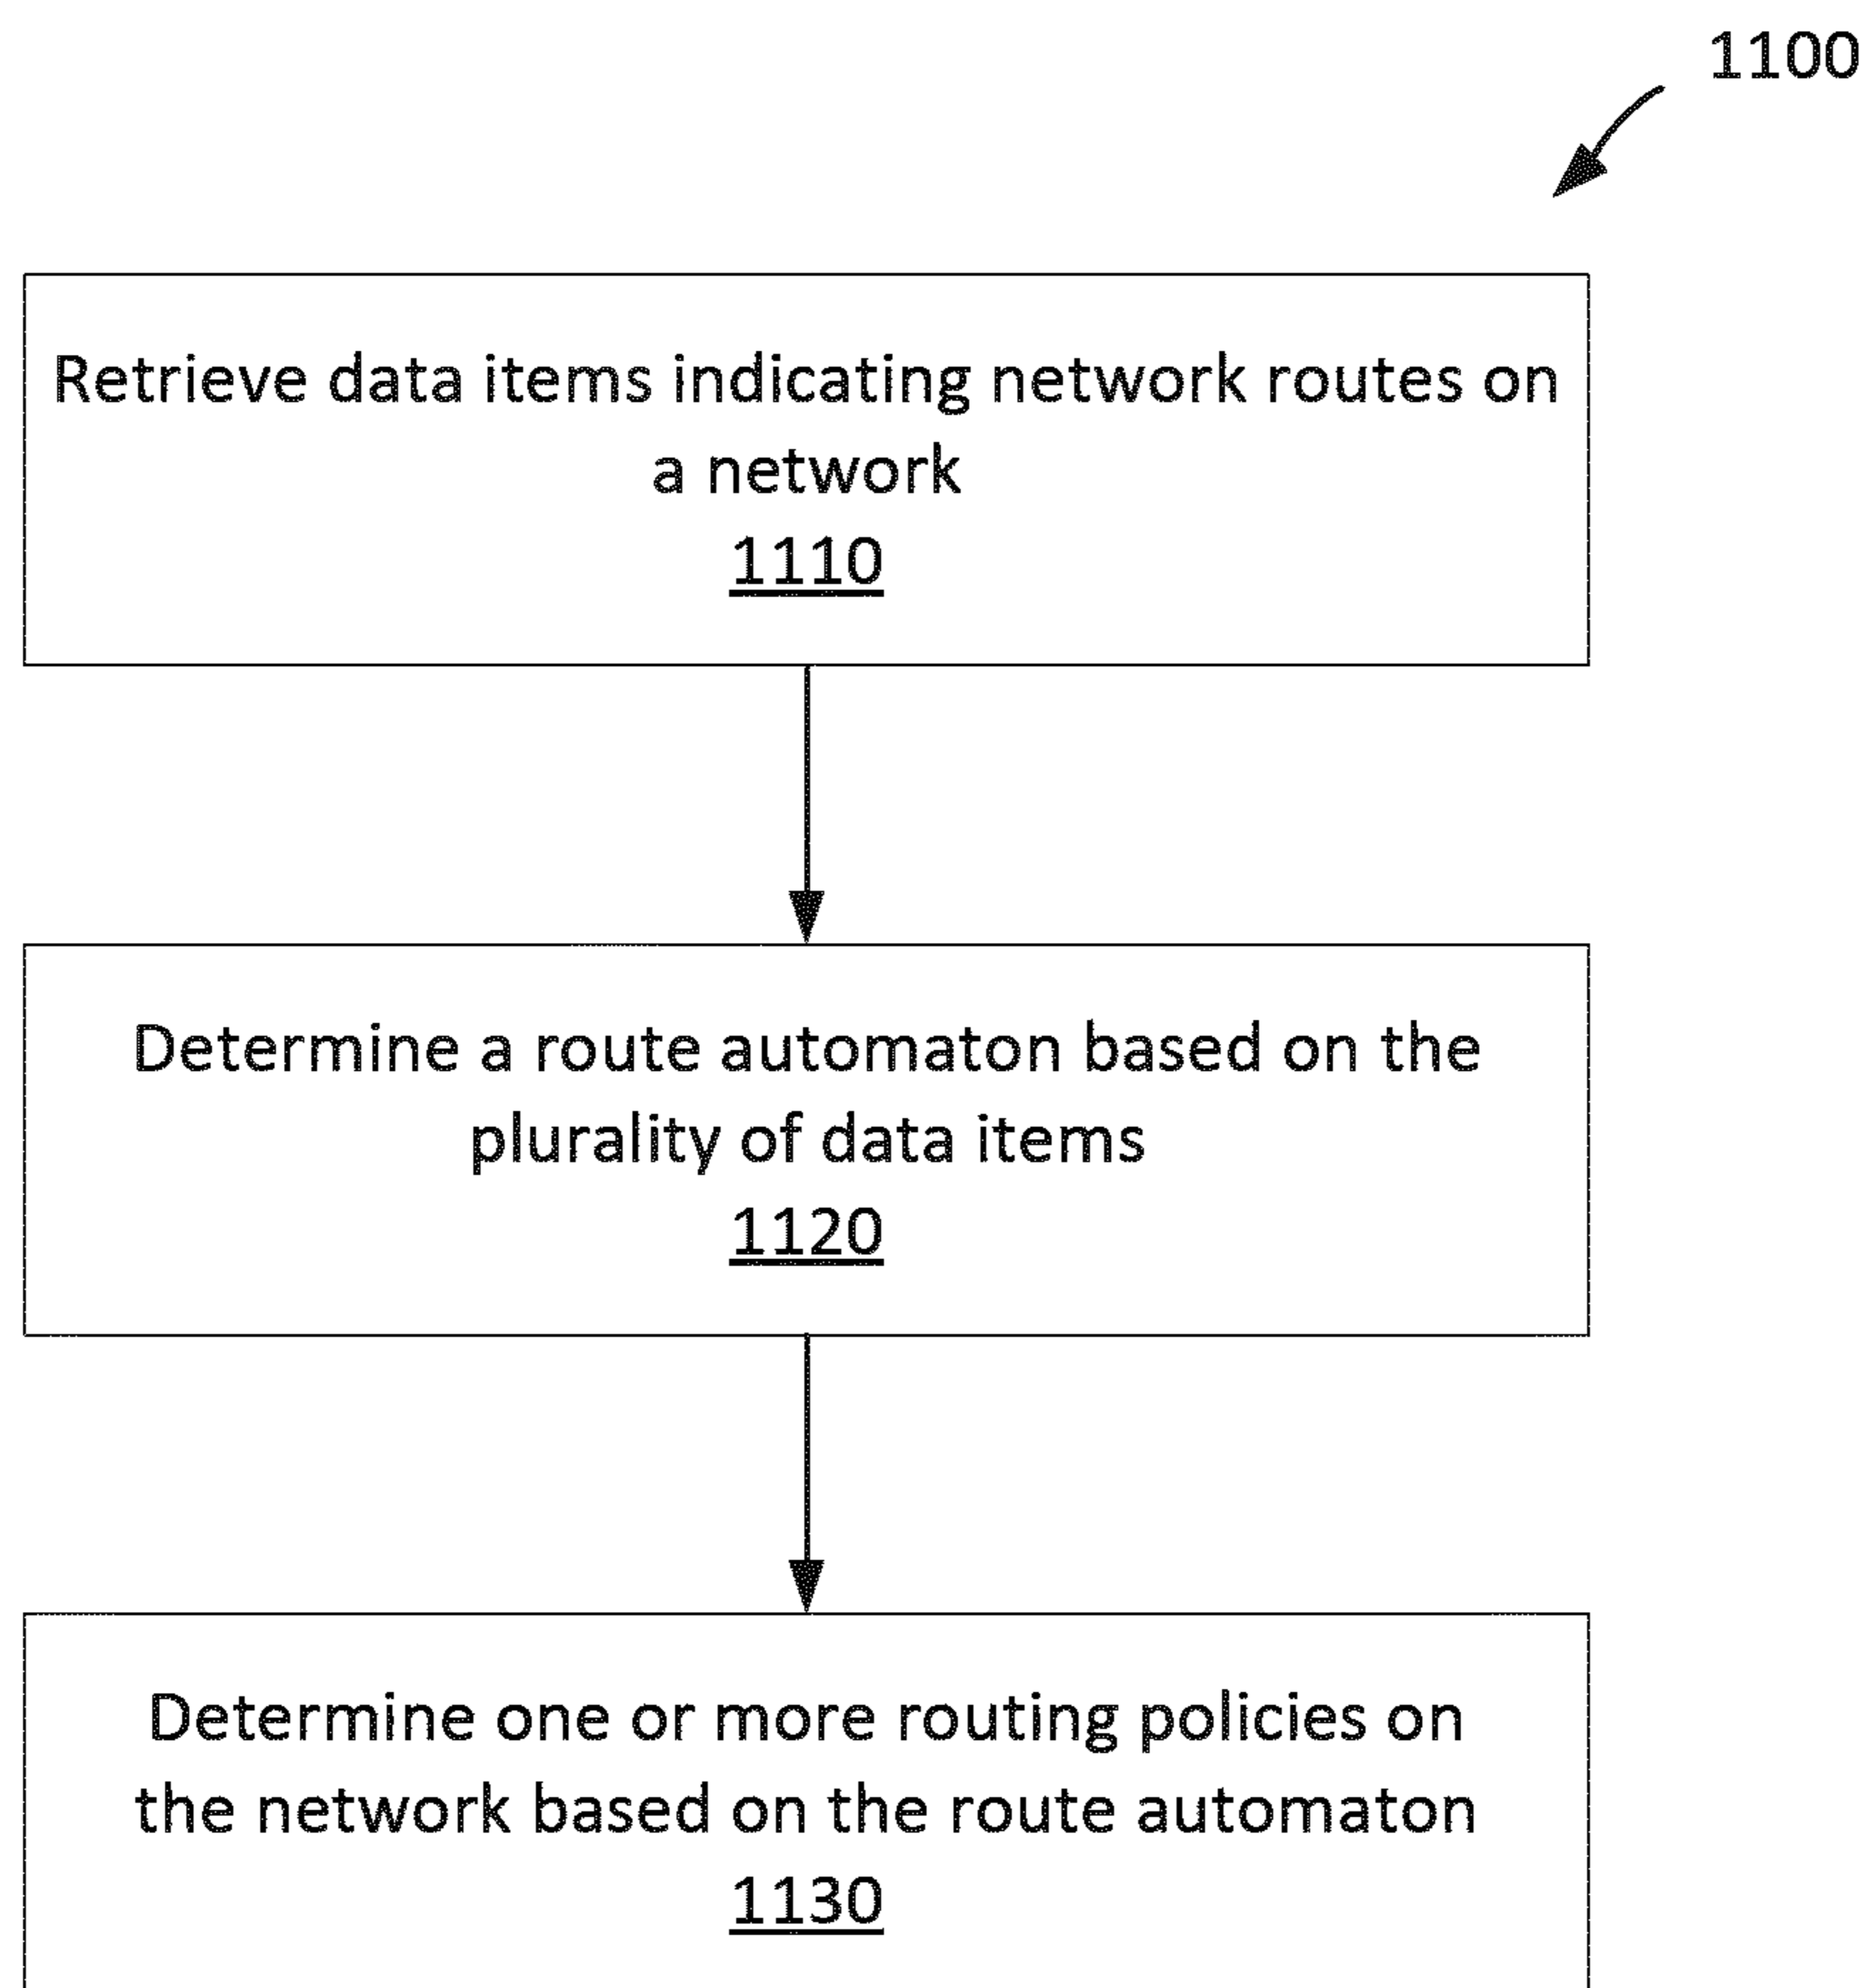 1100
Retrieve data items indicating network routes on
a network
1110
Determine a route automaton based on the
plurality of data items
1120
Determine one or more routing policies on
the network based on the route automaton
1130